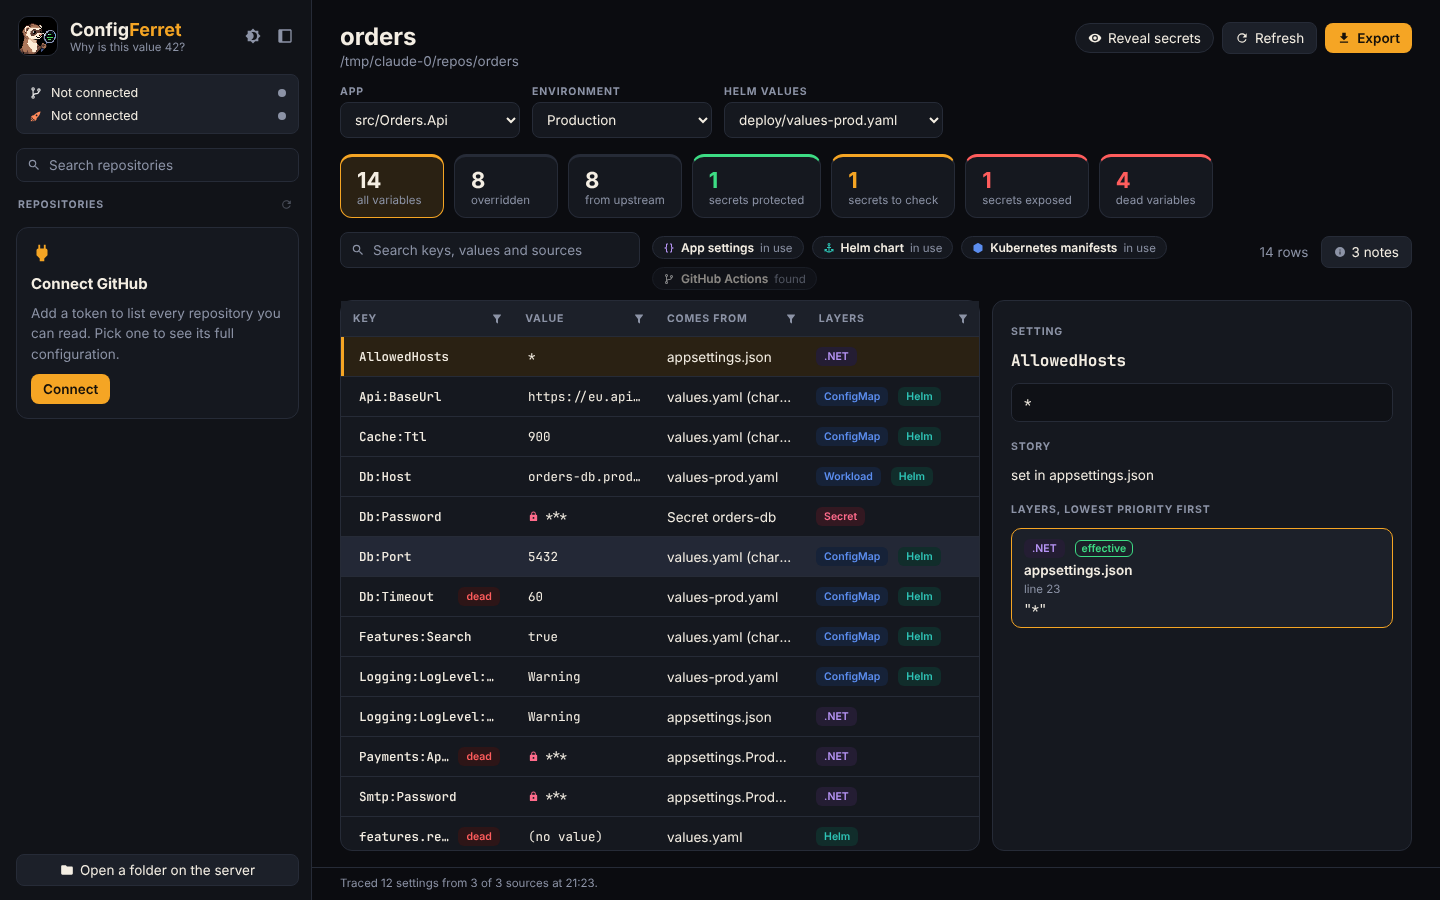 ConfigFerret
Why is this value 42?
Not connected
Not connected
Search repositories
REPOSITORIES
Connect GitHub
Add a token to list every repository you
can read. Pick one to see its full
configuration.
Connect
Open a folder on the server
orders
/tmp/claude-0/repos/orders
Reveal secrets
Refresh
Export
APP
ENVIRONMENT
HELM VALUES
src/Orders.Api
Production
deploy/values-prod.yaml
14
all variables
8
overridden
8
from upstream
1
secrets protected
1
secrets to check
1
secrets exposed
4
dead variables
Search keys, values and sources
{} App settings in use
Helm chart in use
Kubernetes manifests in use
GitHub Actions found
14 rows
3 notes
KEY VALUE COMES FROM LAYERS
AllowedHosts * appsettings.json .NET
Api:BaseUrl https://eu.api… values.yaml (char… ConfigMap Helm
Cache:Ttl 900 values.yaml (char… ConfigMap Helm
Db:Host orders-db.prod… values-prod.yaml Workload Helm
Db:Password *** Secret orders-db Secret
Db:Port 5432 values.yaml (char… ConfigMap Helm
Db:Timeout dead 60 values-prod.yaml ConfigMap Helm
Features:Search true values.yaml (char… ConfigMap Helm
Logging:LogLevel:… Warning values-prod.yaml ConfigMap Helm
Logging:LogLevel:… Warning appsettings.json .NET
Payments:Ap… dead *** appsettings.Prod… .NET
Smtp:Password *** appsettings.Prod… .NET
features.re… dead (no value) values.yaml Helm
SETTING
AllowedHosts
*
STORY
set in appsettings.json
LAYERS, LOWEST PRIORITY FIRST
.NET effective
appsettings.json
line 23
"*"
Traced 12 settings from 3 of 3 sources at 21:23.